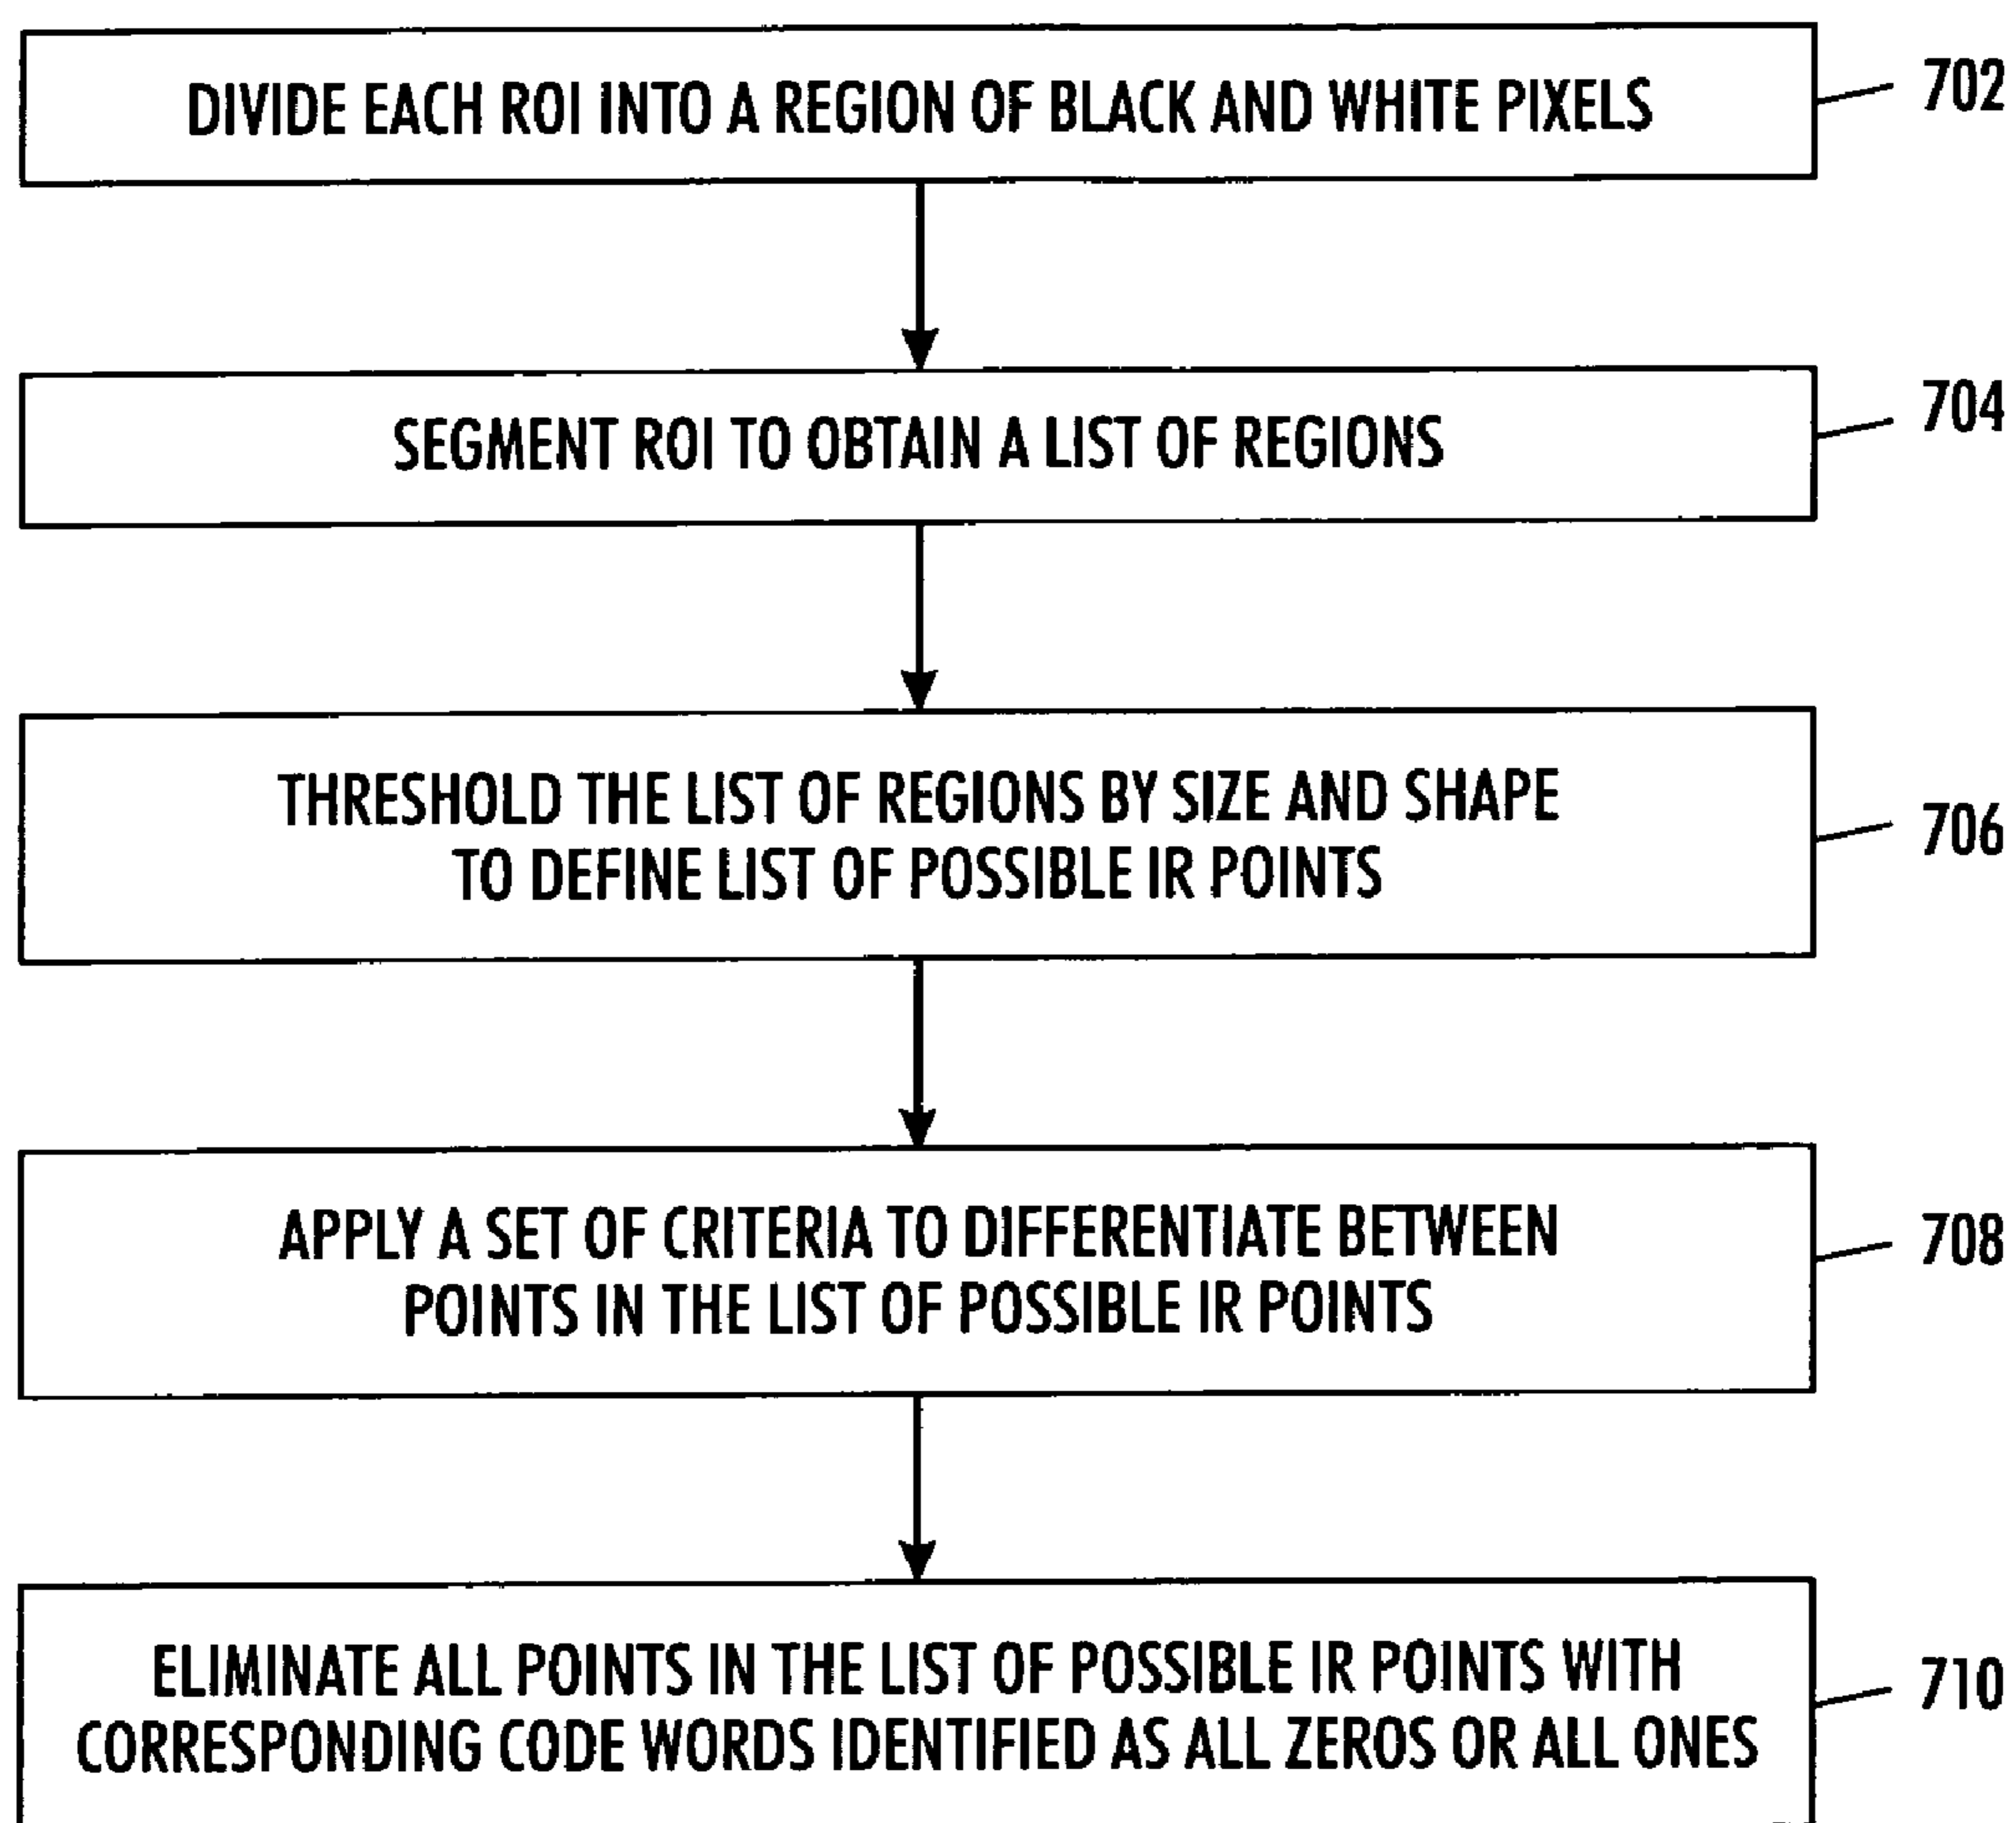 DIVIDE EACH ROI INTO A REGION OF BLACK AND WHITE PIXELS
702
SEGMENT ROI TO OBTAIN A LIST OF REGIONS
704
THRESHOLD THE LIST OF REGIONS BY SIZE AND SHAPE
TO DEFINE LIST OF POSSIBLE IR POINTS
706
APPLY A SET OF CRITERIA TO DIFFERENTIATE BETWEEN
POINTS IN THE LIST OF POSSIBLE IR POINTS
708
ELIMINATE ALL POINTS IN THE LIST OF POSSIBLE IR POINTS WITH
CORRESPONDING CODE WORDS IDENTIFIED AS ALL ZEROS OR ALL ONES
710